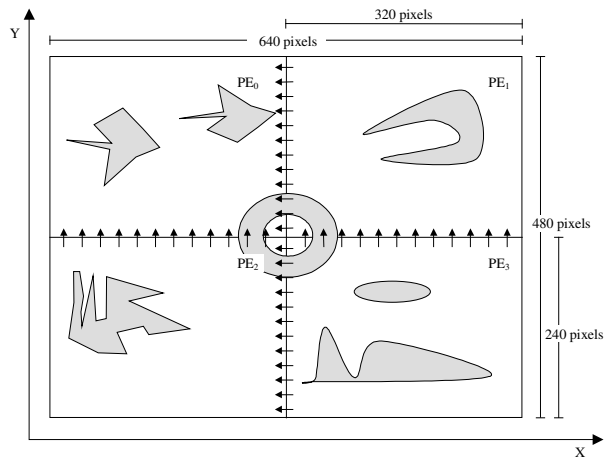 320 pixels
Y
640 pixels
PE₀
PE₁
480 pixels
PE₂
PE₃
240 pixels
X